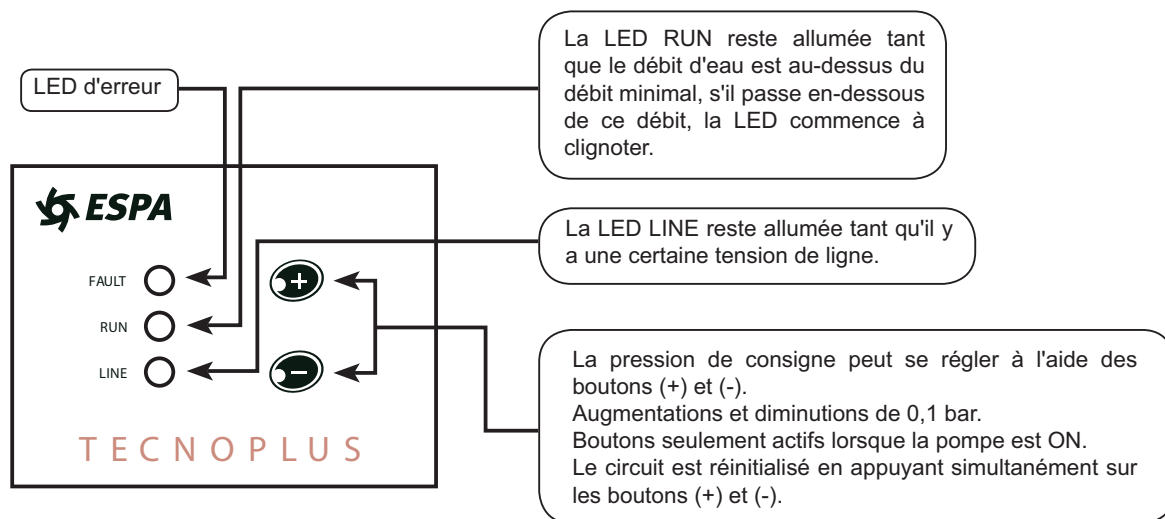 La LED RUN reste allumée tant
que le débit d'eau est au-dessus du
débit minimal, s'il passe en-dessous
de ce débit, la LED commence à
clignoter.
LED d'erreur
ESPA
La LED LINE reste allumée tant qu'il y
a une certaine tension de ligne.
FAULT
RUN
LINE
+
-
TECNOPLUS
La pression de consigne peut se régler à l'aide des
boutons (+) et (-).
Augmentations et diminutions de 0,1 bar.
Boutons seulement actifs lorsque la pompe est ON.
Le circuit est réinitialisé en appuyant simultanément sur
les boutons (+) et (-).